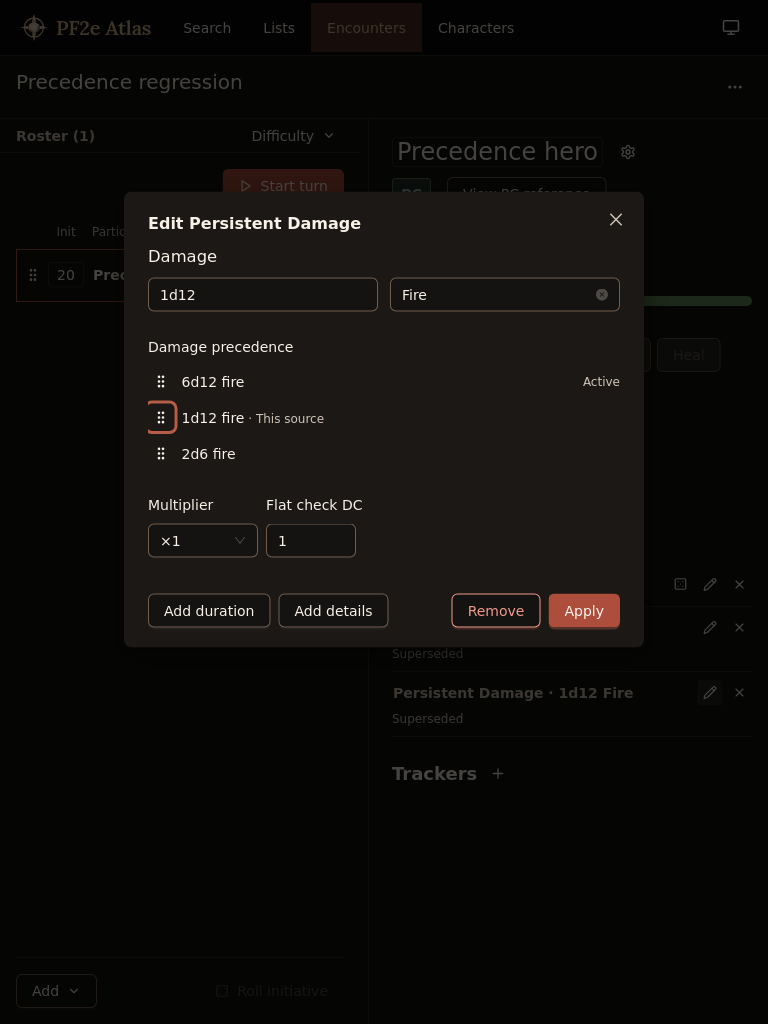 PF2e Atlas Search Lists Encounters Characters
Precedence regression
Roster (1) Difficulty
Precedence hero
Start turn
View PC reference
Init
20
Heal
Edit Persistent Damage
Damage
1d12 Fire
Damage precedence
6d12 fire Active
1d12 fire · This source
2d6 fire
Multiplier Flat check DC
×1 1
Add duration Add details Remove Apply
Superseded
Persistent Damage · 1d12 Fire
Superseded
Trackers +
Add Roll initiative